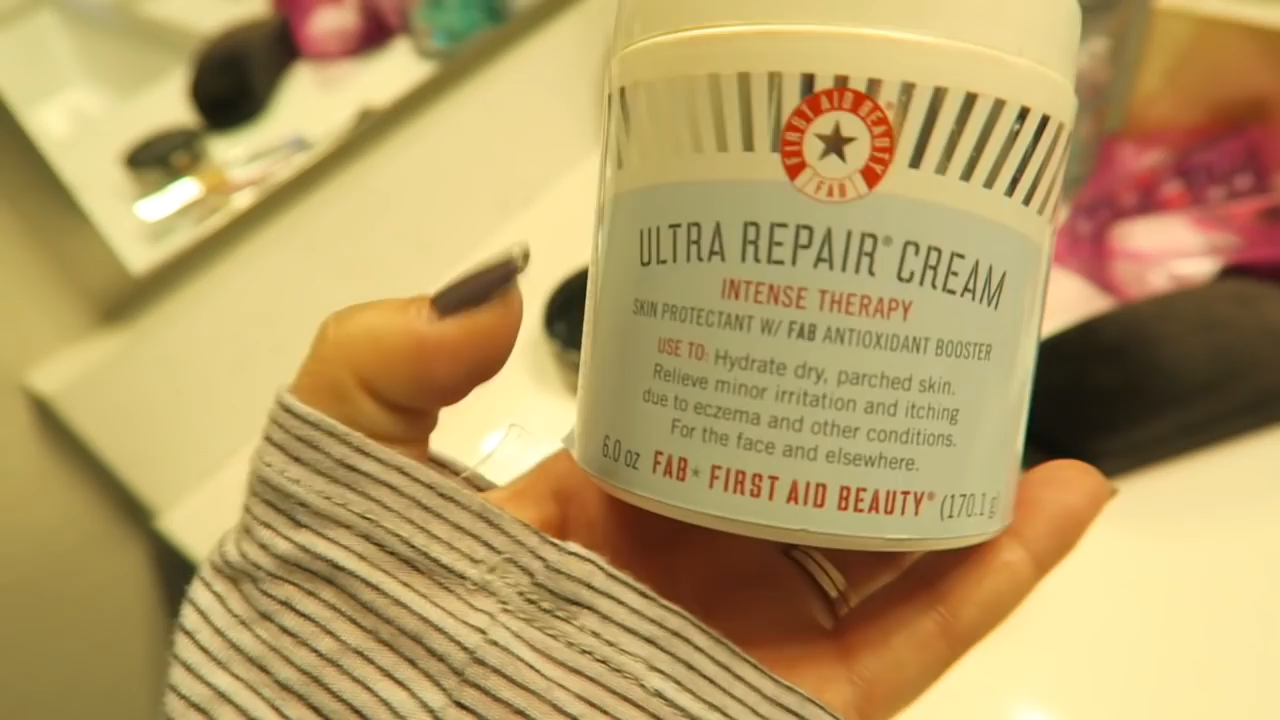 FIRST AID BEAUTY®
FAB
ULTRA REPAIR® CREAM
INTENSE THERAPY
SKIN PROTECTANT W/ FAB ANTIOXIDANT BOOSTER
USE TO: Hydrate dry, parched skin.
Relieve minor irritation and itching
due to eczema and other conditions.
For the face and elsewhere.
6.0 oz FAB★FIRST AID BEAUTY® (170.1 g